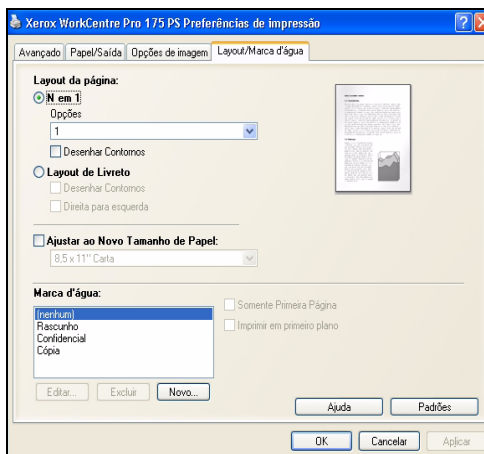 Xerox WorkCentre Pro 175 PS Preferências de impressão
Avançado Papel/Saída Opções de imagem Layout/Marca d'água
Layout da página:
N em 1
Opções
1
Desenhar Contornos
Layout de Livreto
Desenhar Contornos
Direita para esquerda
Ajustar ao Novo Tamanho de Papel:
8,5 x 11" Carta
Marca d'água:
(nenhum)
Rascunho
Confidencial
Cópia
Somente Primeira Página
Imprimir em primeiro plano
Editar... Excluir Novo...
Ajuda Padrões
OK Cancelar Aplicar